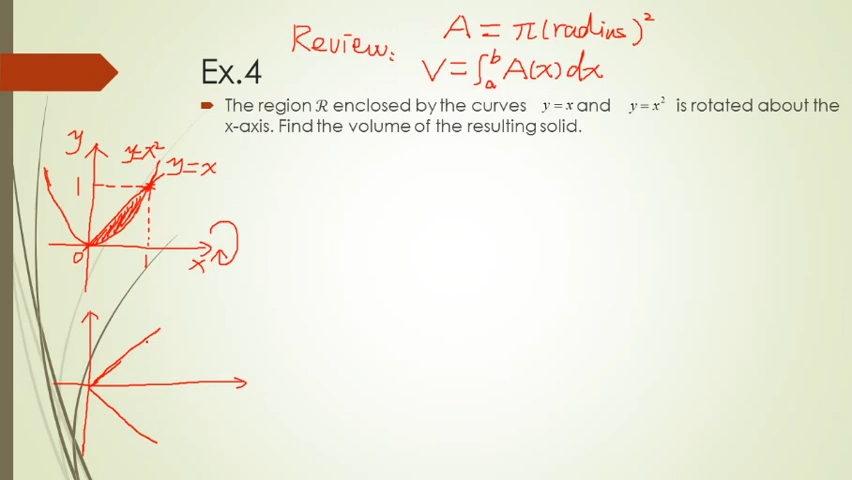 Review: A = π(radius)²
V = ∫ₐᵇ A(x)dx
Ex.4
The region ℛ enclosed by the curves y = x and y = x² is rotated about the
x-axis. Find the volume of the resulting solid.
y
y=x²
y=x
1
0
1
x